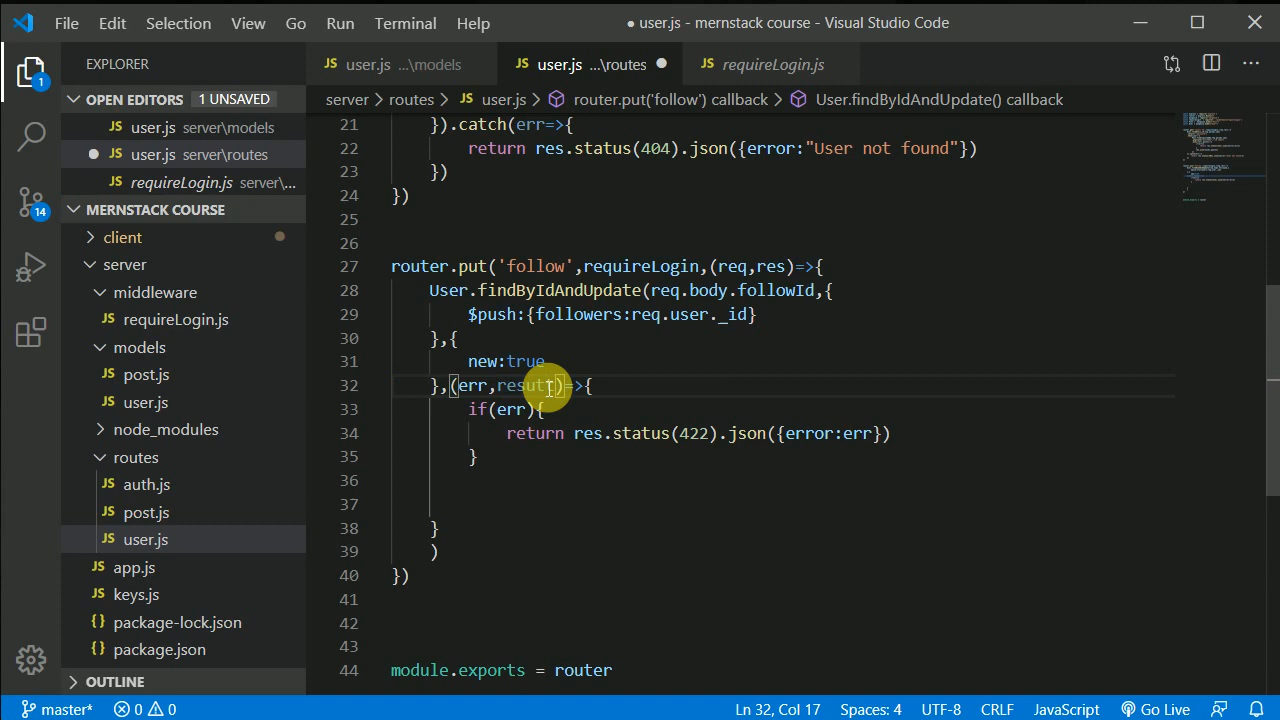 File Edit Selection View Go Run Terminal Help
● user.js - mernstack course - Visual Studio Code
EXPLORER
JS user.js ...\models
JS user.js ...\routes
JS requireLogin.js
OPEN EDITORS 1 UNSAVED
JS user.js server\models
JS user.js server\routes
JS requireLogin.js server\...
MERNSTACK COURSE
client
server
middleware
JS requireLogin.js
models
JS post.js
JS user.js
node_modules
routes
JS auth.js
JS post.js
JS user.js
JS app.js
JS keys.js
{} package-lock.json
{} package.json
OUTLINE
1
14
server > routes > JS user.js > router.put('follow') callback > User.findByIdAndUpdate() callback
21 }).catch(err=>{
22 return res.status(404).json({error:"User not found"})
23 })
24 })
25
26
27 router.put('follow',requireLogin,(req,res)=>{
28 User.findByIdAndUpdate(req.body.followId,{
29 $push:{followers:req.user._id}
30 },{
31 new:true
32 },(err,)=>{
33 if(err){
34 return res.status(422).json({error:err})
35 }
36
37
38 }
39 )
40 })
41
42
43
44 module.exports = router
master* 0 0 Ln 32, Col 17 Spaces: 4 UTF-8 CRLF JavaScript Go Live